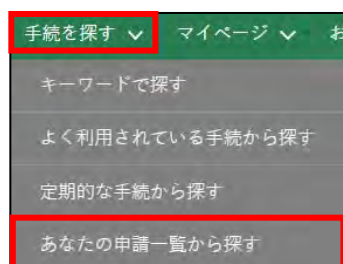 手続を探す マイページ お
キーワードで探す
よく利用されている手続から探す
定期的な手続から探す
あなたの申請一覧から探す